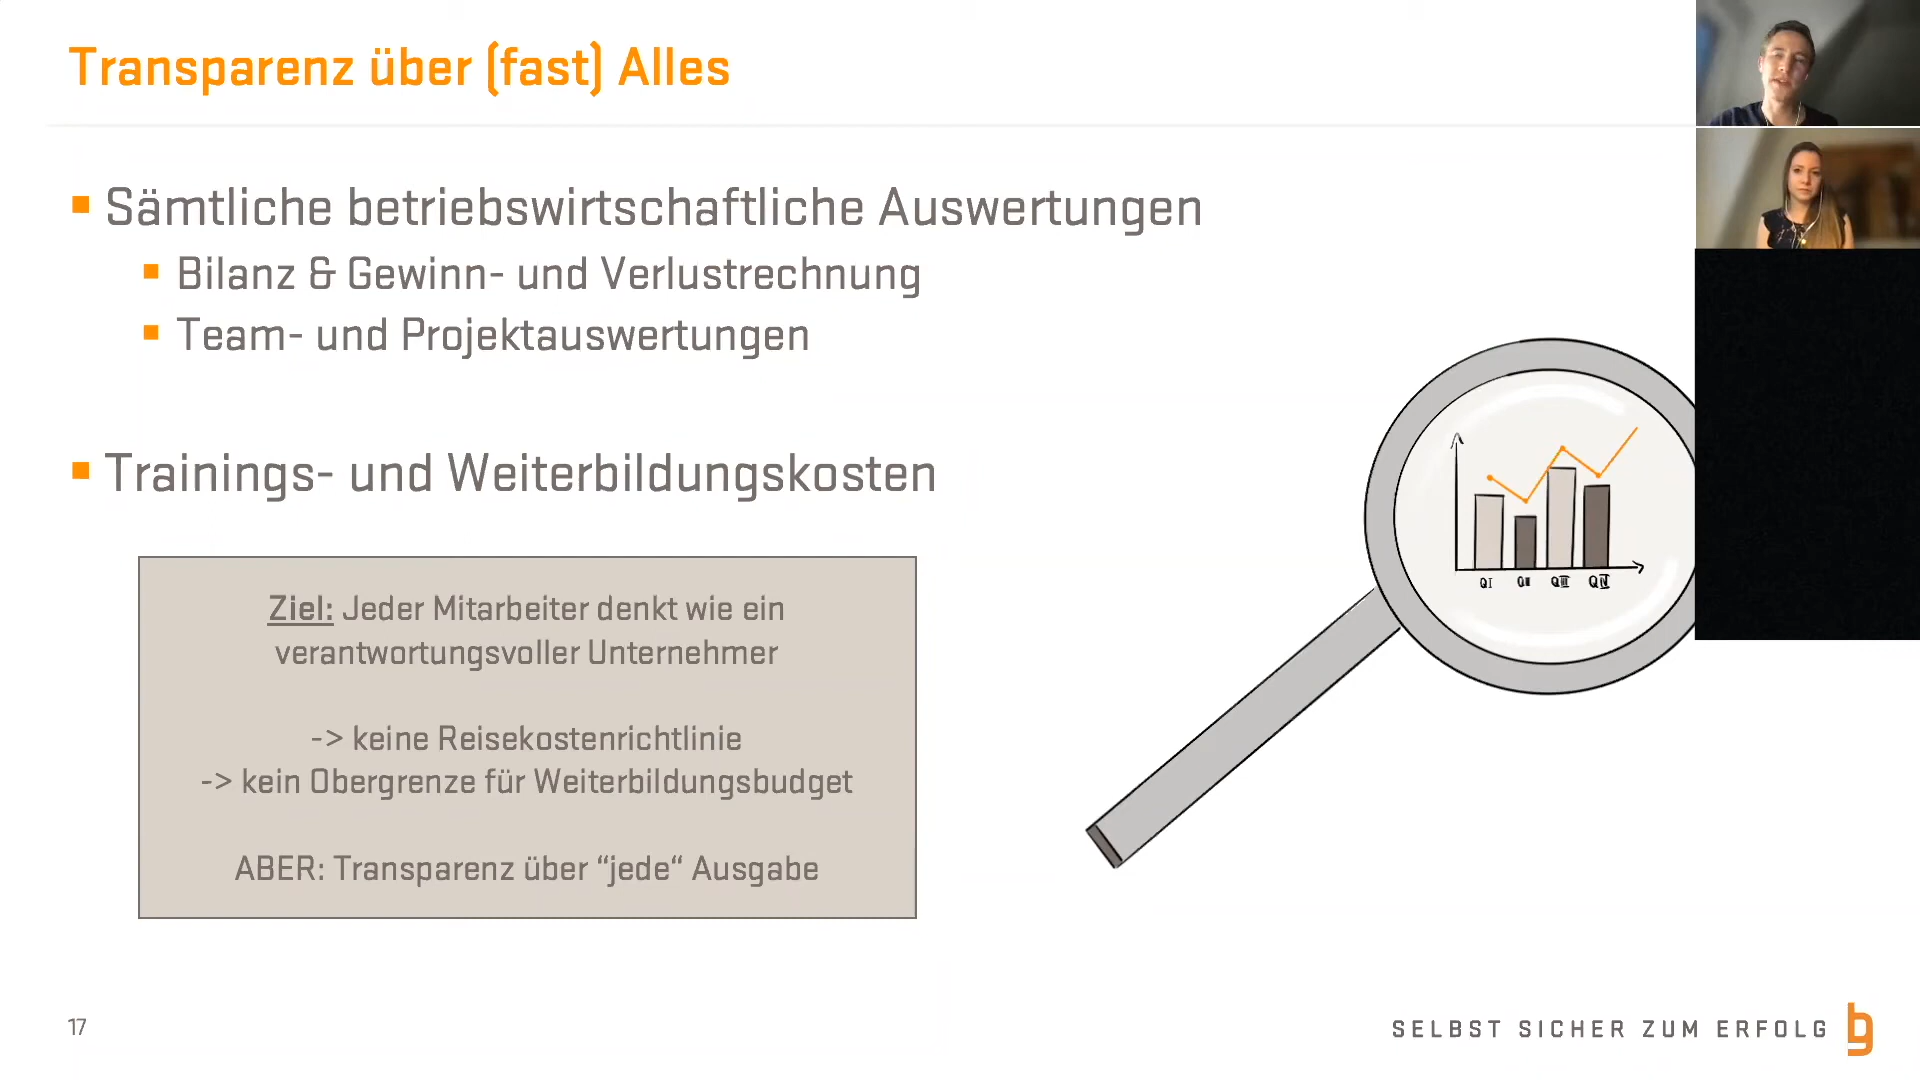 Transparenz über (fast) Alles
Sämtliche betriebswirtschaftliche Auswertungen
Bilanz & Gewinn- und Verlustrechnung
Team- und Projektauswertungen
Trainings- und Weiterbildungskosten
Ziel: Jeder Mitarbeiter denkt wie ein
verantwortungsvoller Unternehmer
-> keine Reisekostenrichtlinie
-> kein Obergrenze für Weiterbildungsbudget
ABER: Transparenz über “jede“ Ausgabe
QI QII QIII QIV
17
SELBST SICHER ZUM ERFOLG
bg